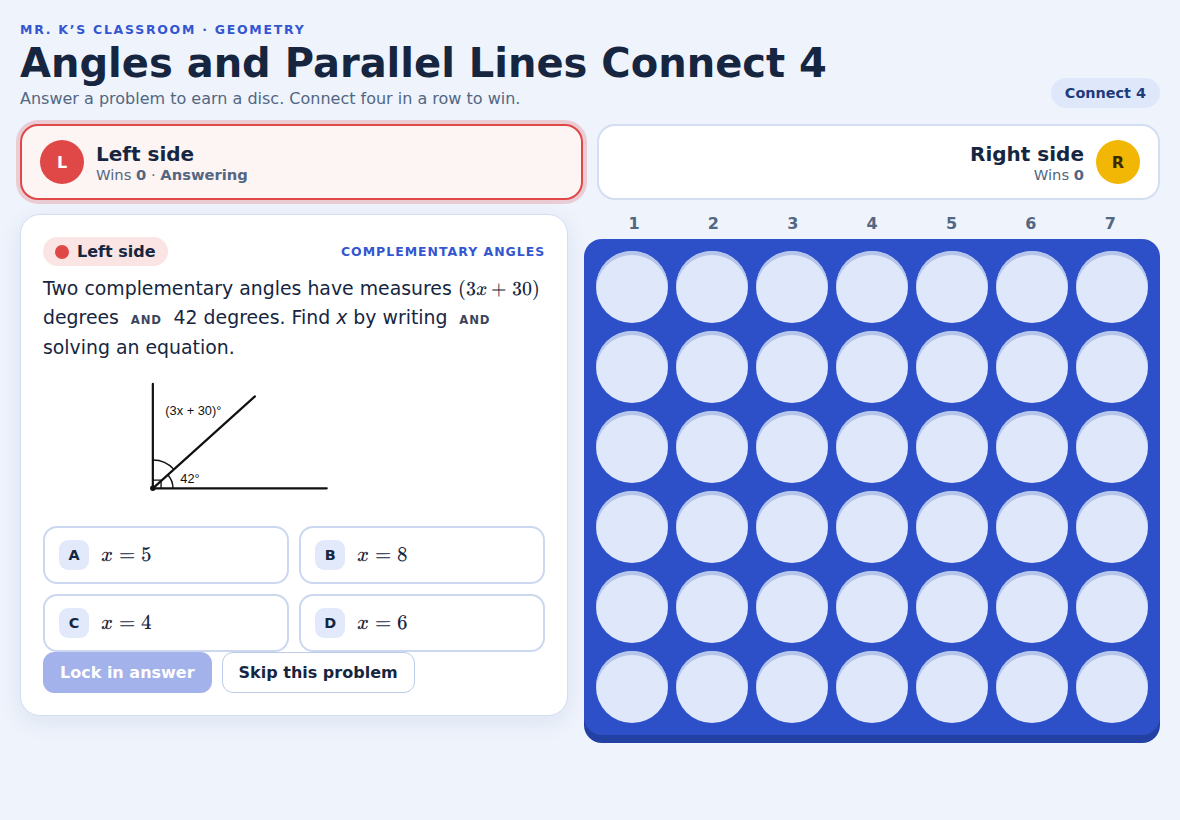 MR. K’S CLASSROOM · GEOMETRY
Angles and Parallel Lines Connect 4
Answer a problem to earn a disc. Connect four in a row to win.
Connect 4
L
Left side
Wins 0 · Answering
Right side
Wins 0
R
Left side
COMPLEMENTARY ANGLES
Two complementary angles have measures (3x + 30)
degrees AND 42 degrees. Find x by writing AND
solving an equation.
(3x + 30)°
42°
A x = 5
B x = 8
C x = 4
D x = 6
Lock in answer
Skip this problem
1 2 3 4 5 6 7